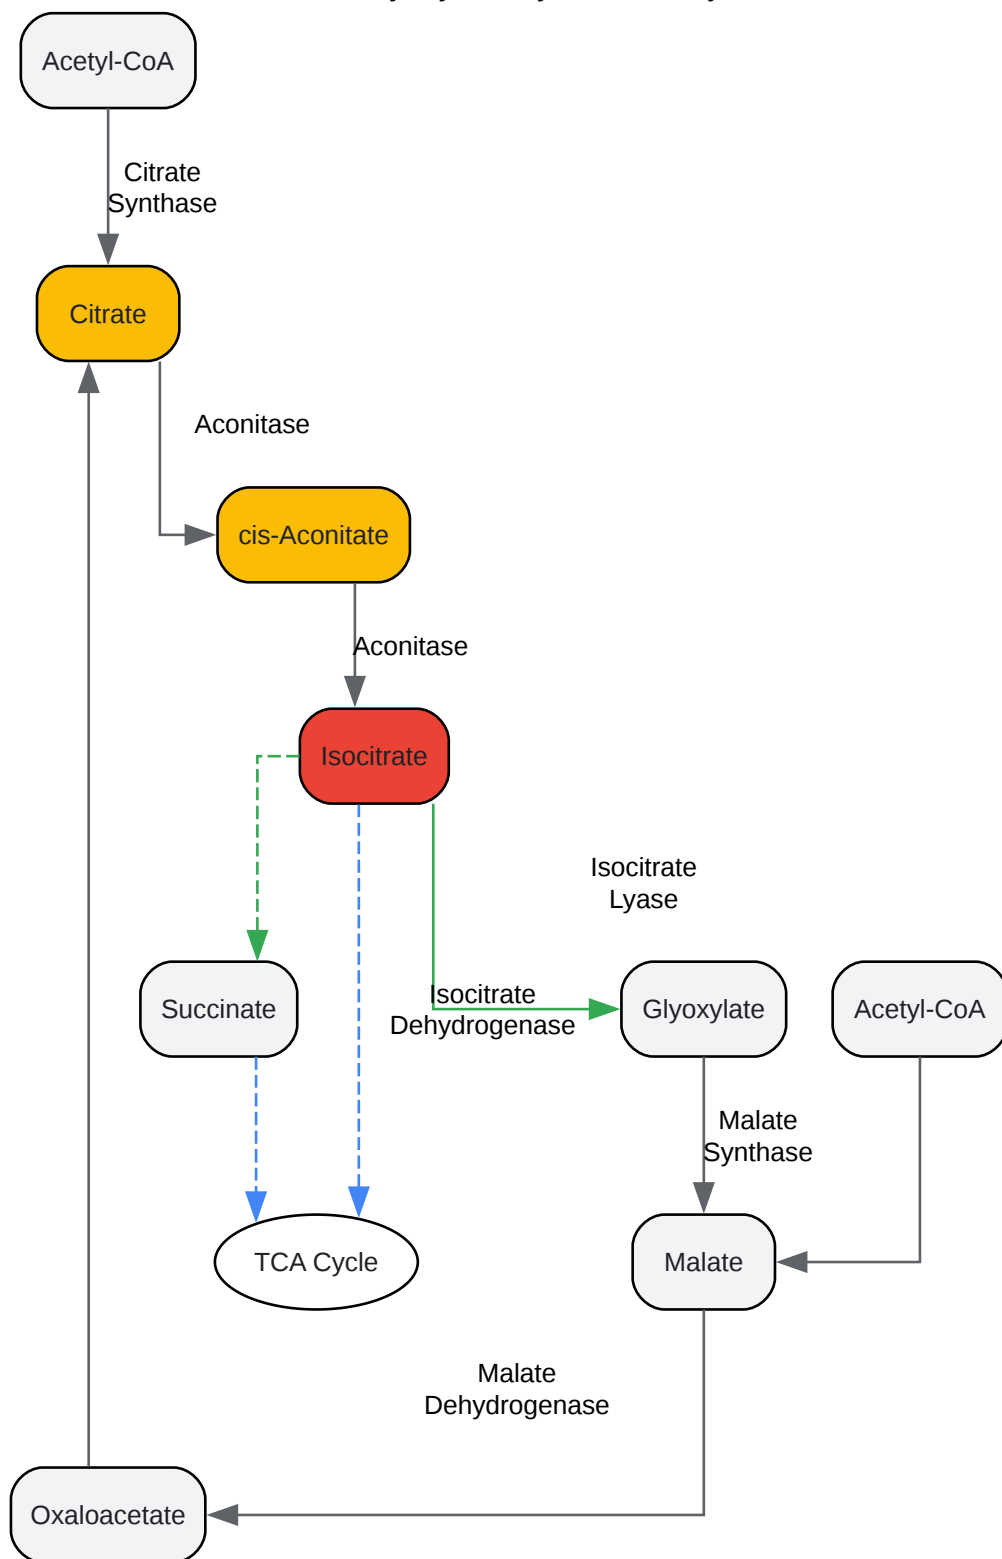 Acetyl-CoA
Citrate
Synthase
Citrate
Aconitase
cis-Aconitate
Aconitase
Isocitrate
Isocitrate
Lyase
Isocitrate
Dehydrogenase
Succinate
Glyoxylate
Acetyl-CoA
Malate
Synthase
TCA Cycle
Malate
Malate
Dehydrogenase
Oxaloacetate